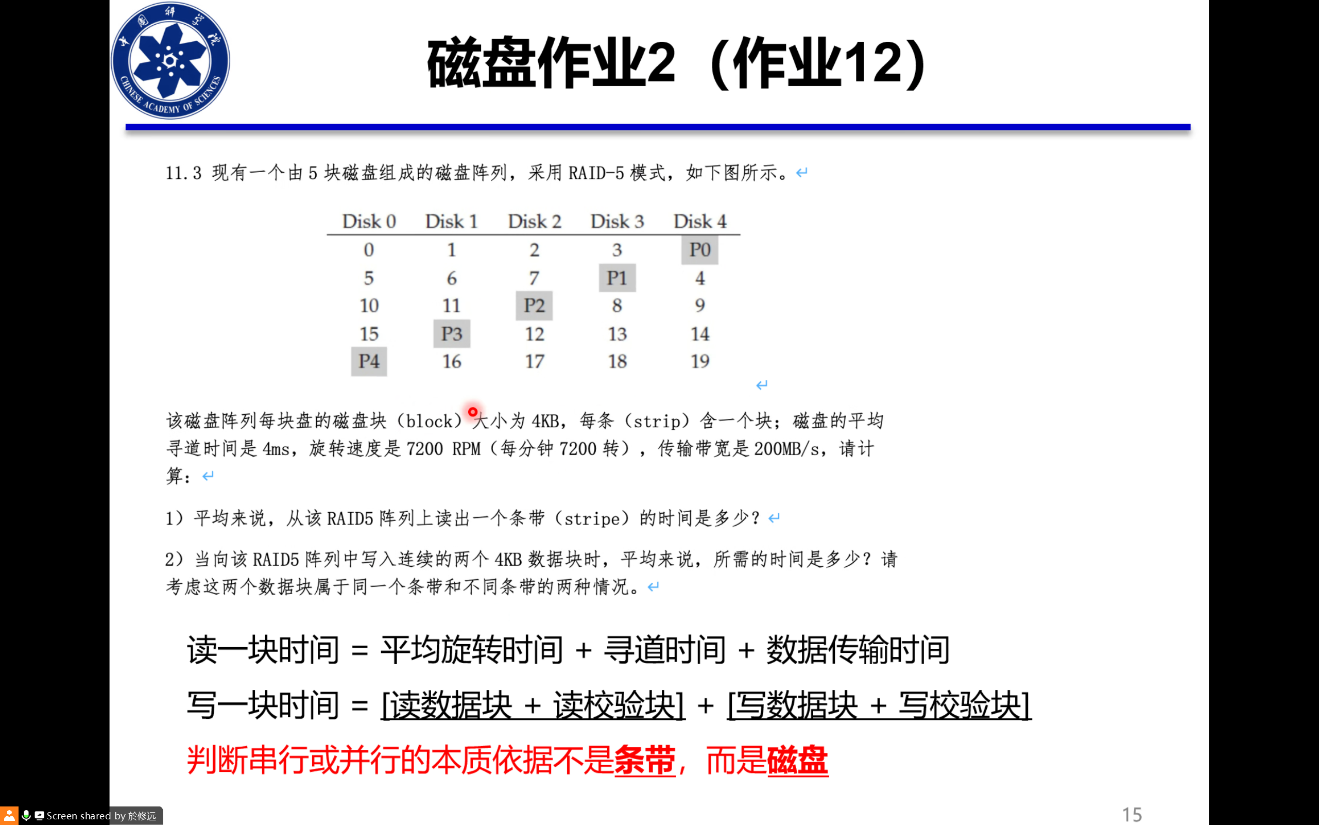 中国科学院
CHINESE ACADEMY OF SCIENCES
磁盘作业2（作业12）
11.3 现有一个由 5 块磁盘组成的磁盘阵列，采用 RAID-5 模式，如下图所示。↵
Disk 0 Disk 1 Disk 2 Disk 3 Disk 4
0 1 2 3 P0
5 6 7 P1 4
10 11 P2 8 9
15 P3 12 13 14
P4 16 17 18 19
↵
该磁盘阵列每块盘的磁盘块（block）大小为 4KB，每条（strip）含一个块；磁盘的平均
寻道时间是 4ms，旋转速度是 7200 RPM（每分钟 7200 转），传输带宽是 200MB/s，请计
算：↵
1）平均来说，从该 RAID5 阵列上读出一个条带（stripe）的时间是多少？↵
2）当向该 RAID5 阵列中写入连续的两个 4KB 数据块时，平均来说，所需的时间是多少？请
考虑这两个数据块属于同一个条带和不同条带的两种情况。↵
读一块时间 = 平均旋转时间 + 寻道时间 + 数据传输时间
写一块时间 = [读数据块 + 读校验块] + [写数据块 + 写校验块]
判断串行或并行的本质依据不是条带，而是磁盘
Screen shared by 於修远
15